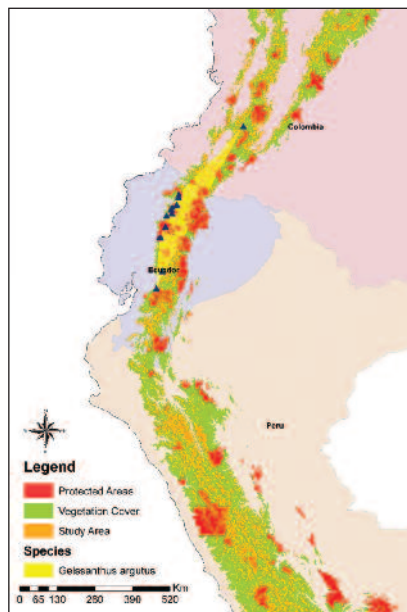 Colombia
Ecuador
Peru
Legend
Protected Areas
Vegetation Cover
Study Area
Species
Geissanthus argutus
Km
0 65 130 260 390 520